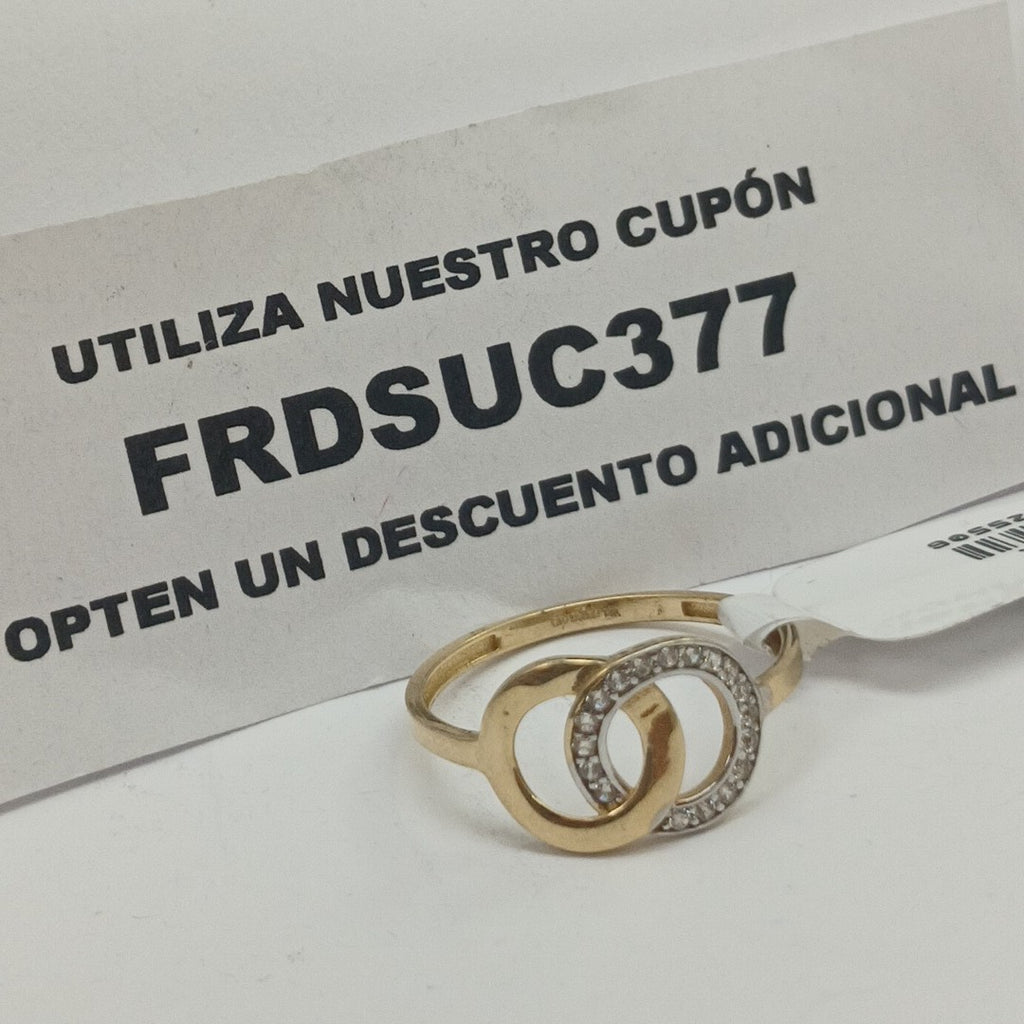 UTILIZA NUESTRO CUPÓN
FRDSUC377
OPTEN UN DESCUENTO ADICIONAL